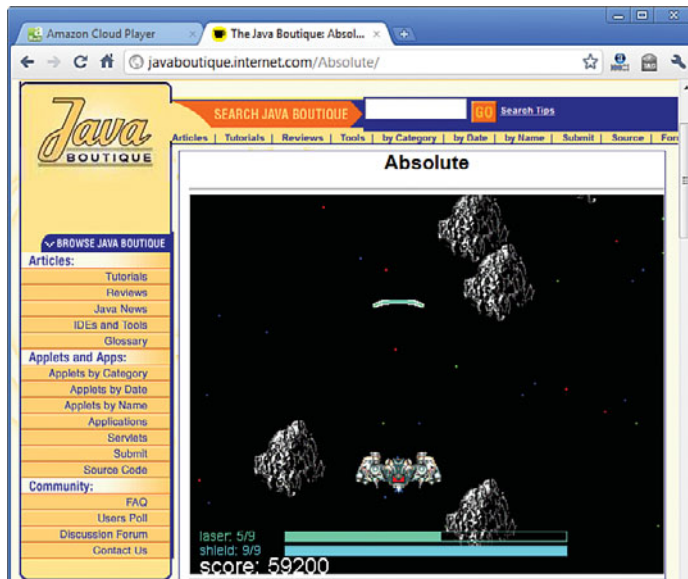 Amazon Cloud Player
The Java Boutique: Absol...
javaboutique.internet.com/Absolute/
Java
BOUTIQUE
SEARCH JAVA BOUTIQUE
GO
Search Tips
Articles | Tutorials | Reviews | Tools | by Category | by Date | by Name | Submit | Source | For
Absolute
BROWSE JAVA BOUTIQUE
Articles:
Tutorials
Reviews
Java News
IDEs and Tools
Glossary
Applets and Apps:
Applets by Category
Applets by Date
Applets by Name
Applications
Servlets
Submit
Source Code
Community:
FAQ
Users Poll
Discussion Forum
Contact Us
laser: 5/9
shield: 9/9
score: 59200